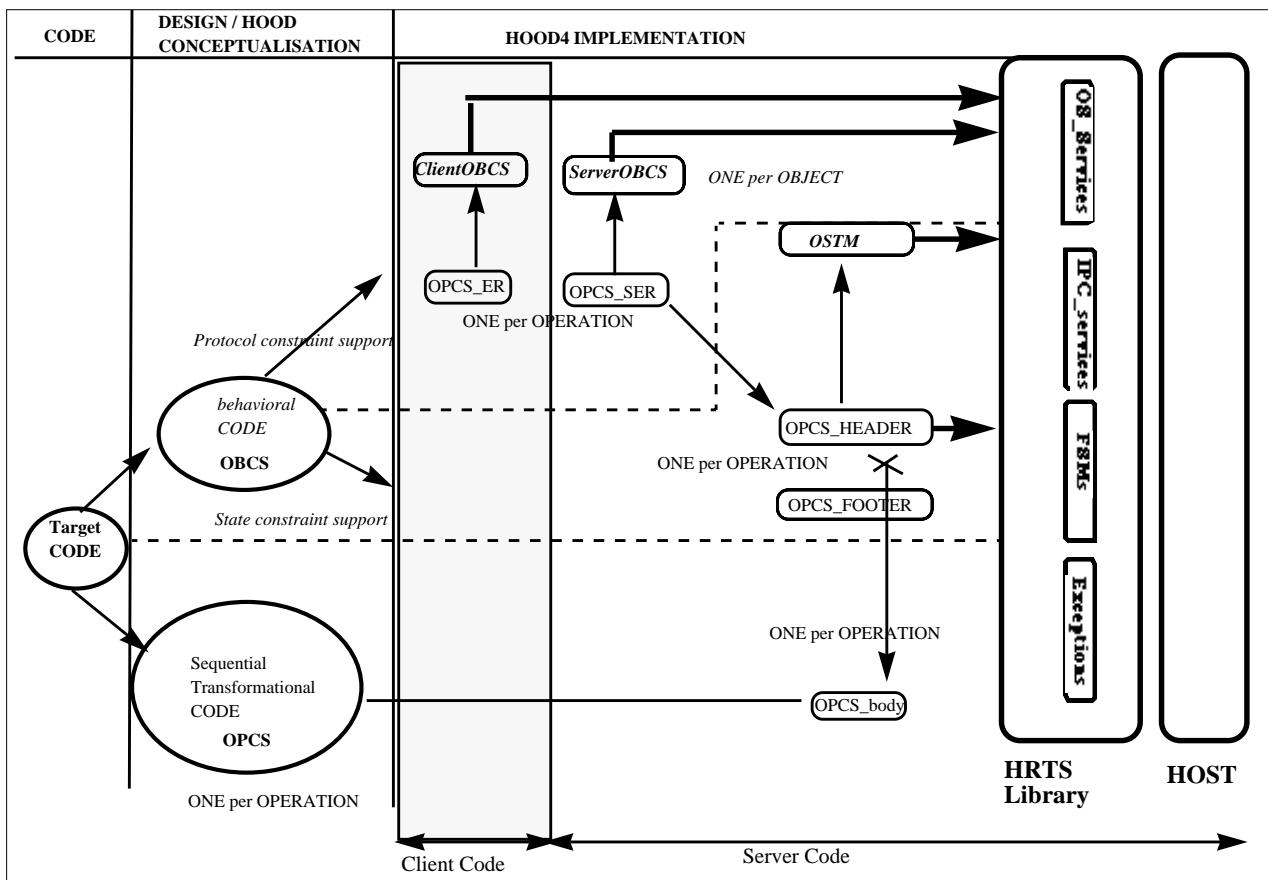 CODE
DESIGN / HOOD
CONCEPTUALISATION
HOOD4 IMPLEMENTATION
OS_Services
ClientOBCS
ServerOBCS
ONE per OBJECT
OSTM
IPC_services
OPCS_ER
OPCS_SER
ONE per OPERATION
Protocol constraint support
behavioral
CODE
OBCS
OPCS_HEADER
FSMs
ONE per OPERATION
OPCS_FOOTER
State constraint support
Target
CODE
Exceptions
ONE per OPERATION
Sequential
Transformational
CODE
OPCS
OPCS_body
HRTS
Library
HOST
ONE per OPERATION
Client Code
Server Code